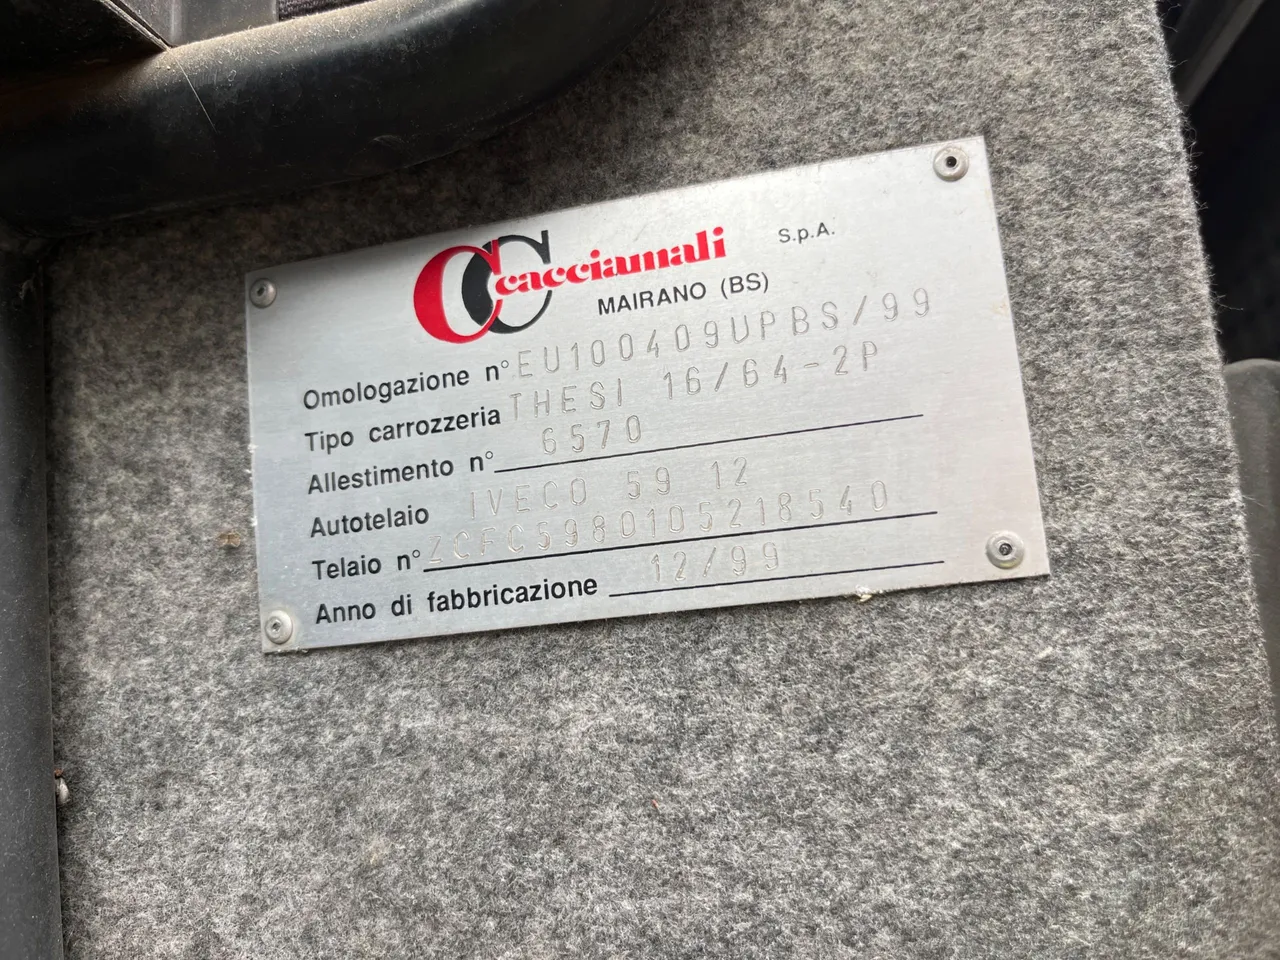 cacciamali S.p.A.
MAIRANO (BS)
Omologazione n° EU100409UPBS/99
Tipo carrozzeria THESI 16/64-2P
Allestimento n° 6570
Autotelaio IVECO 59 12
Telaio n° ZCFC5980105218540
Anno di fabbricazione 12/99